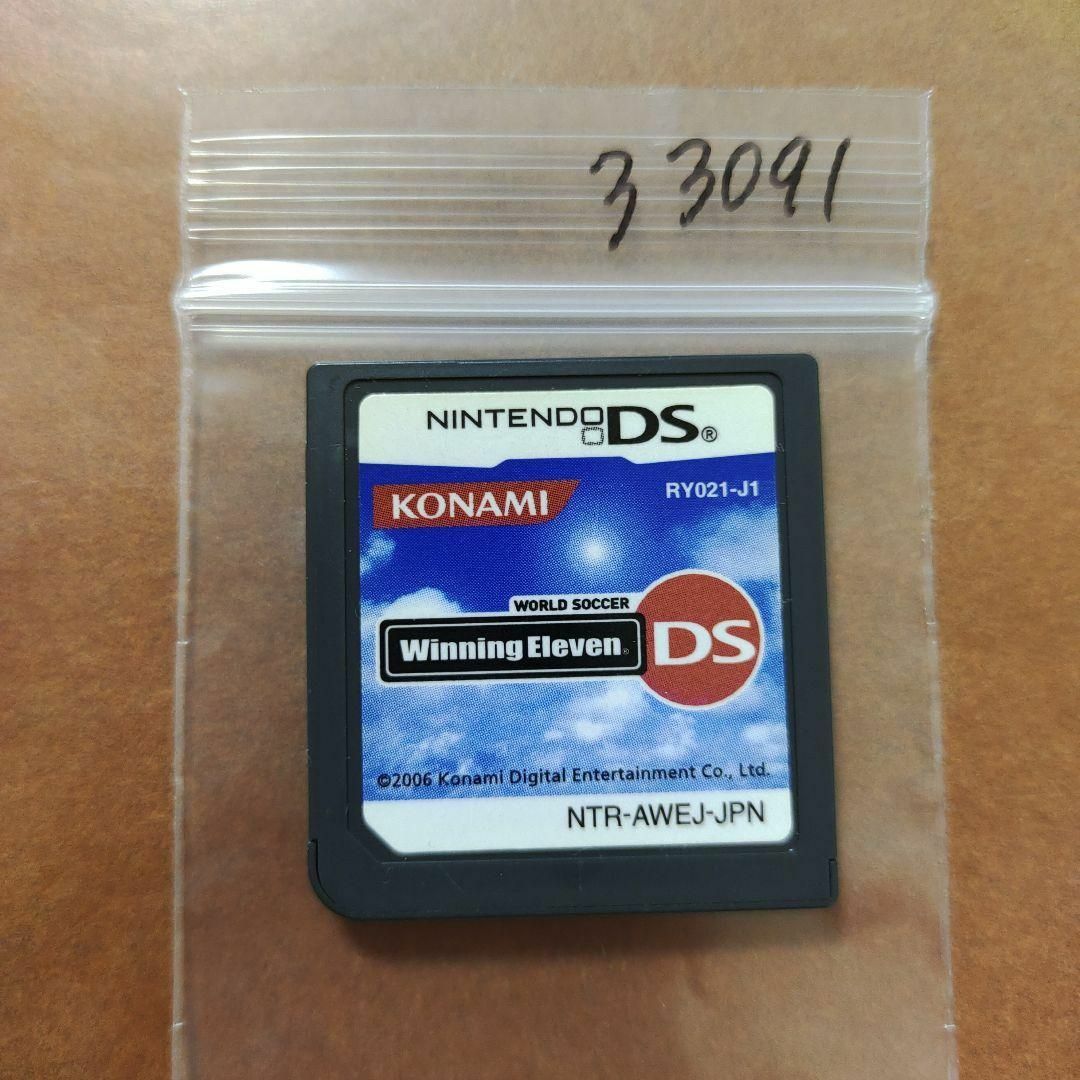 33091
NINTENDO DS®
KONAMI
RY021-J1
WORLD SOCCER
Winning Eleven®
DS
©2006 Konami Digital Entertainment Co., Ltd.
NTR-AWEJ-JPN